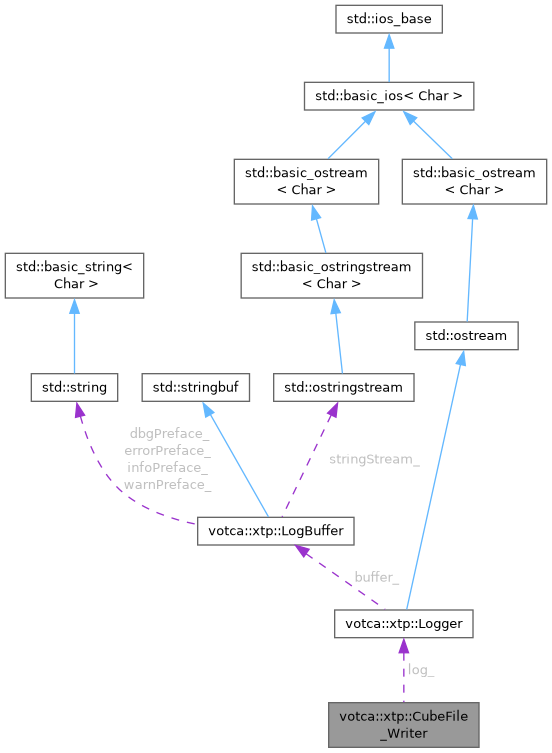 std::ios_base
std::basic_ios< Char >
std::basic_ostream
< Char >
std::basic_ostream
< Char >
std::basic_string<
Char >
std::basic_ostringstream
< Char >
std::ostream
std::string
std::stringbuf
std::ostringstream
dbgPreface_
errorPreface_
infoPreface_
warnPreface_
stringStream_
votca::xtp::LogBuffer
buffer_
votca::xtp::Logger
log_
votca::xtp::CubeFile
_Writer